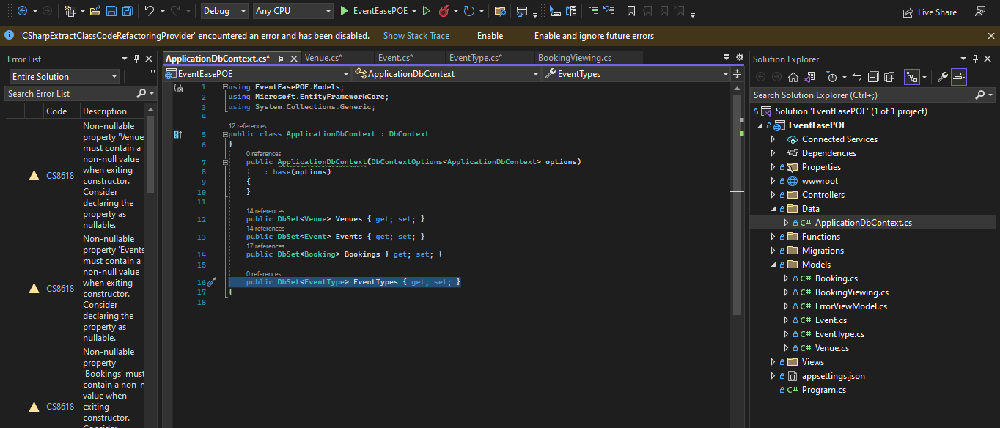 Debug
Any CPU
EventEasePOE
Live Share
'CSharpExtractClassCodeRefactoringProvider' encountered an error and has been disabled.
Show Stack Trace
Enable
Enable and ignore future errors
Error List
Entire Solution
Search Error List
Code
Description
CS8618
Non-nullable
property 'Venue
must contain a
non-null value
when exiting
constructor.
Consider
declaring the
property as
nullable.
CS8618
Non-nullable
property 'Events
must contain a
non-null value
when exiting
constructor.
Consider
declaring the
property as
nullable.
CS8618
Non-nullable
property
'Bookings' must
contain a non-n
value when
exiting
constructor.
Consider
ApplicationDbContext.cs*
Venue.cs*
Event.cs*
EventType.cs*
BookingViewing.cs
EventEasePOE
ApplicationDbContext
EventTypes
1 using EventEasePOE.Models;
2 using Microsoft.EntityFrameworkCore;
3 using System.Collections.Generic;
4
12 references
5 public class ApplicationDbContext : DbContext
6 {
0 references
7 public ApplicationDbContext(DbContextOptions<ApplicationDbContext> options)
8 : base(options)
9 {
10 }
11
14 references
12 public DbSet<Venue> Venues { get; set; }
14 references
13 public DbSet<Event> Events { get; set; }
17 references
14 public DbSet<Booking> Bookings { get; set; }
15
0 references
16 public DbSet<EventType> EventTypes { get; set; }
17 }
18
Solution Explorer
Search Solution Explorer (Ctrl+;)
Solution 'EventEasePOE' (1 of 1 project)
EventEasePOE
Connected Services
Dependencies
Properties
wwwroot
Controllers
Data
C# ApplicationDbContext.cs
Functions
Migrations
Models
C# Booking.cs
C# BookingViewing.cs
C# ErrorViewModel.cs
C# Event.cs
C# EventType.cs
C# Venue.cs
Views
appsettings.json
C# Program.cs